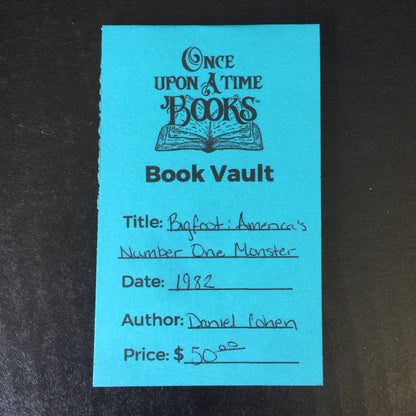 Once
upon A time
Books™
Book Vault
Title: Bigfoot: America's
Number One Monster
Date: 1982
Author: Daniel Cohen
Price: $ 50.00